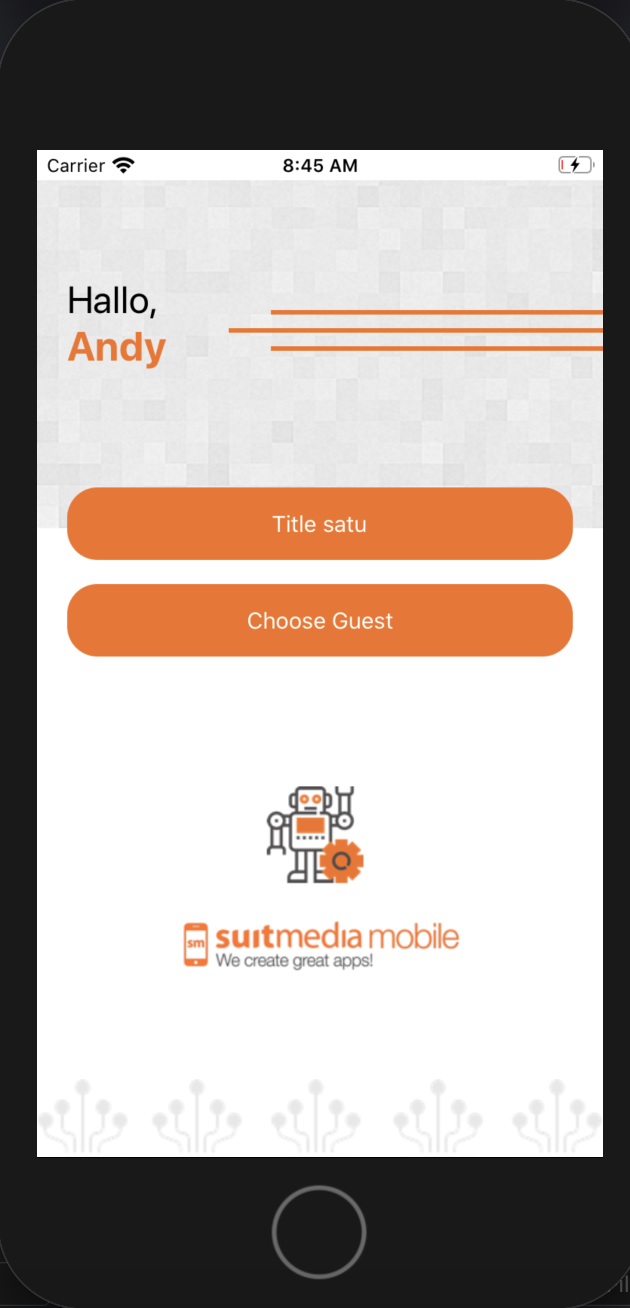 Carrier
8:45 AM
Hallo,
Andy
Title satu
Choose Guest
sm
suitmedia mobile
We create great apps!